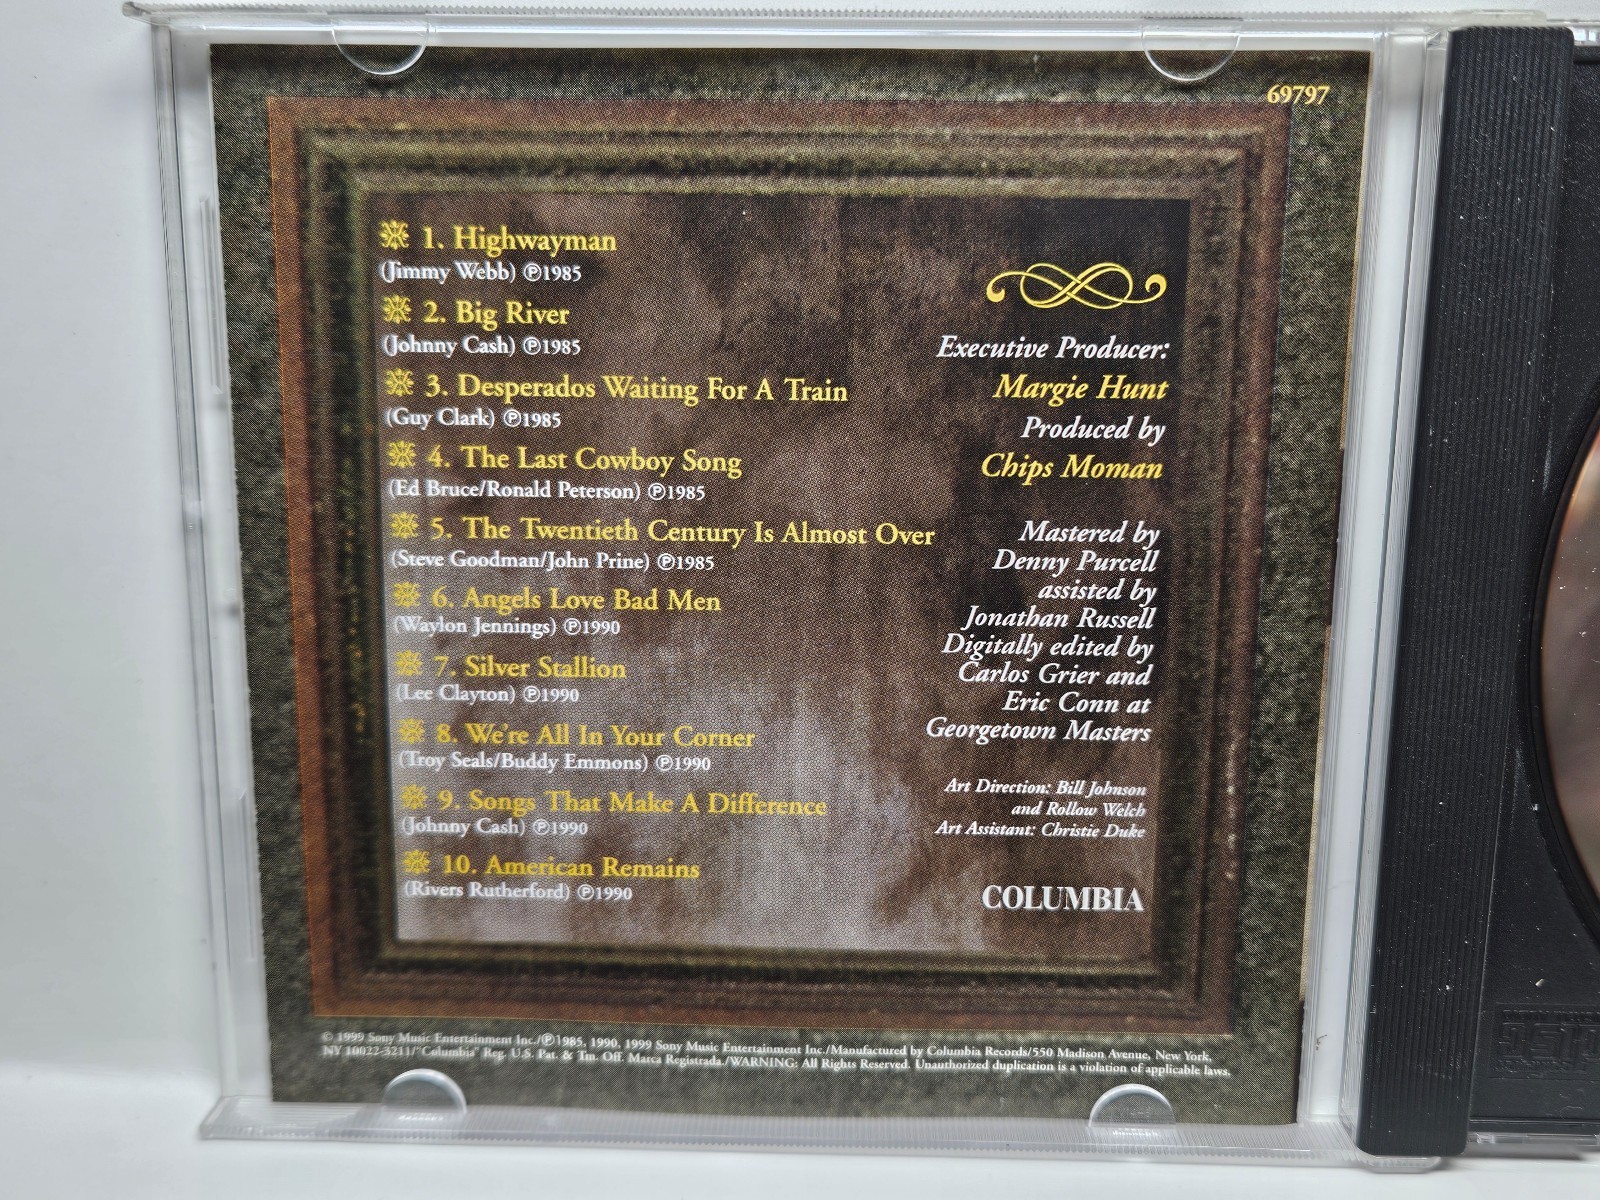 69797
1. Highwayman
(Jimmy Webb) ℗1985
2. Big River
(Johnny Cash) ℗1985
3. Desperados Waiting For A Train
(Guy Clark) ℗1985
4. The Last Cowboy Song
(Ed Bruce/Ronald Peterson) ℗1985
5. The Twentieth Century Is Almost Over
(Steve Goodman/John Prine) ℗1985
6. Angels Love Bad Men
(Waylon Jennings) ℗1990
7. Silver Stallion
(Lee Clayton) ℗1990
8. We're All In Your Corner
(Troy Seals/Buddy Emmons) ℗1990
9. Songs That Make A Difference
(Johnny Cash) ℗1990
10. American Remains
(Rivers Rutherford) ℗1990
Executive Producer:
Margie Hunt
Produced by
Chips Moman
Mastered by
Denny Purcell
assisted by
Jonathan Russell
Digitally edited by
Carlos Grier and
Eric Conn at
Georgetown Masters
Art Direction: Bill Johnson
and Rollow Welch
Art Assistant: Christie Duke
COLUMBIA
© 1999 Sony Music Entertainment Inc./℗1985, 1990, 1999 Sony Music Entertainment Inc./Manufactured by Columbia Records/550 Madison Avenue, New York,
NY 10022-3211/"Columbia" Reg. U.S. Pat. & Tm. Off. Marca Registrada./WARNING: All Rights Reserved. Unauthorized duplication is a violation of applicable laws.